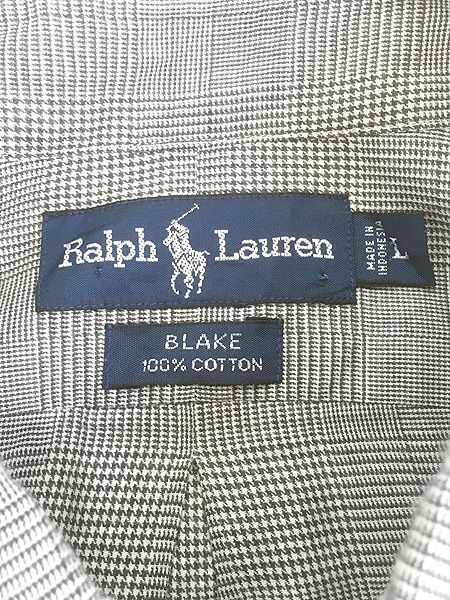 Ralph Lauren
MADE IN
INDONESIA
L
BLAKE
100% COTTON